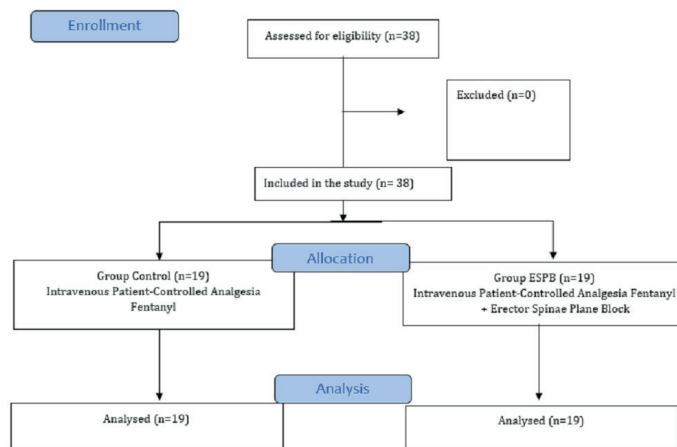 Enrollment
Assessed for eligibility (n=38)
Excluded (n=0)
Included in the study (n= 38)
Allocation
Group Control (n=19)
Intravenous Patient-Controlled Analgesia
Fentanyl
Group ESPB (n=19)
Intravenous Patient-Controlled Analgesia Fentanyl
+ Erector Spinae Plane Block
Analysis
Analysed (n=19)
Analysed (n=19)